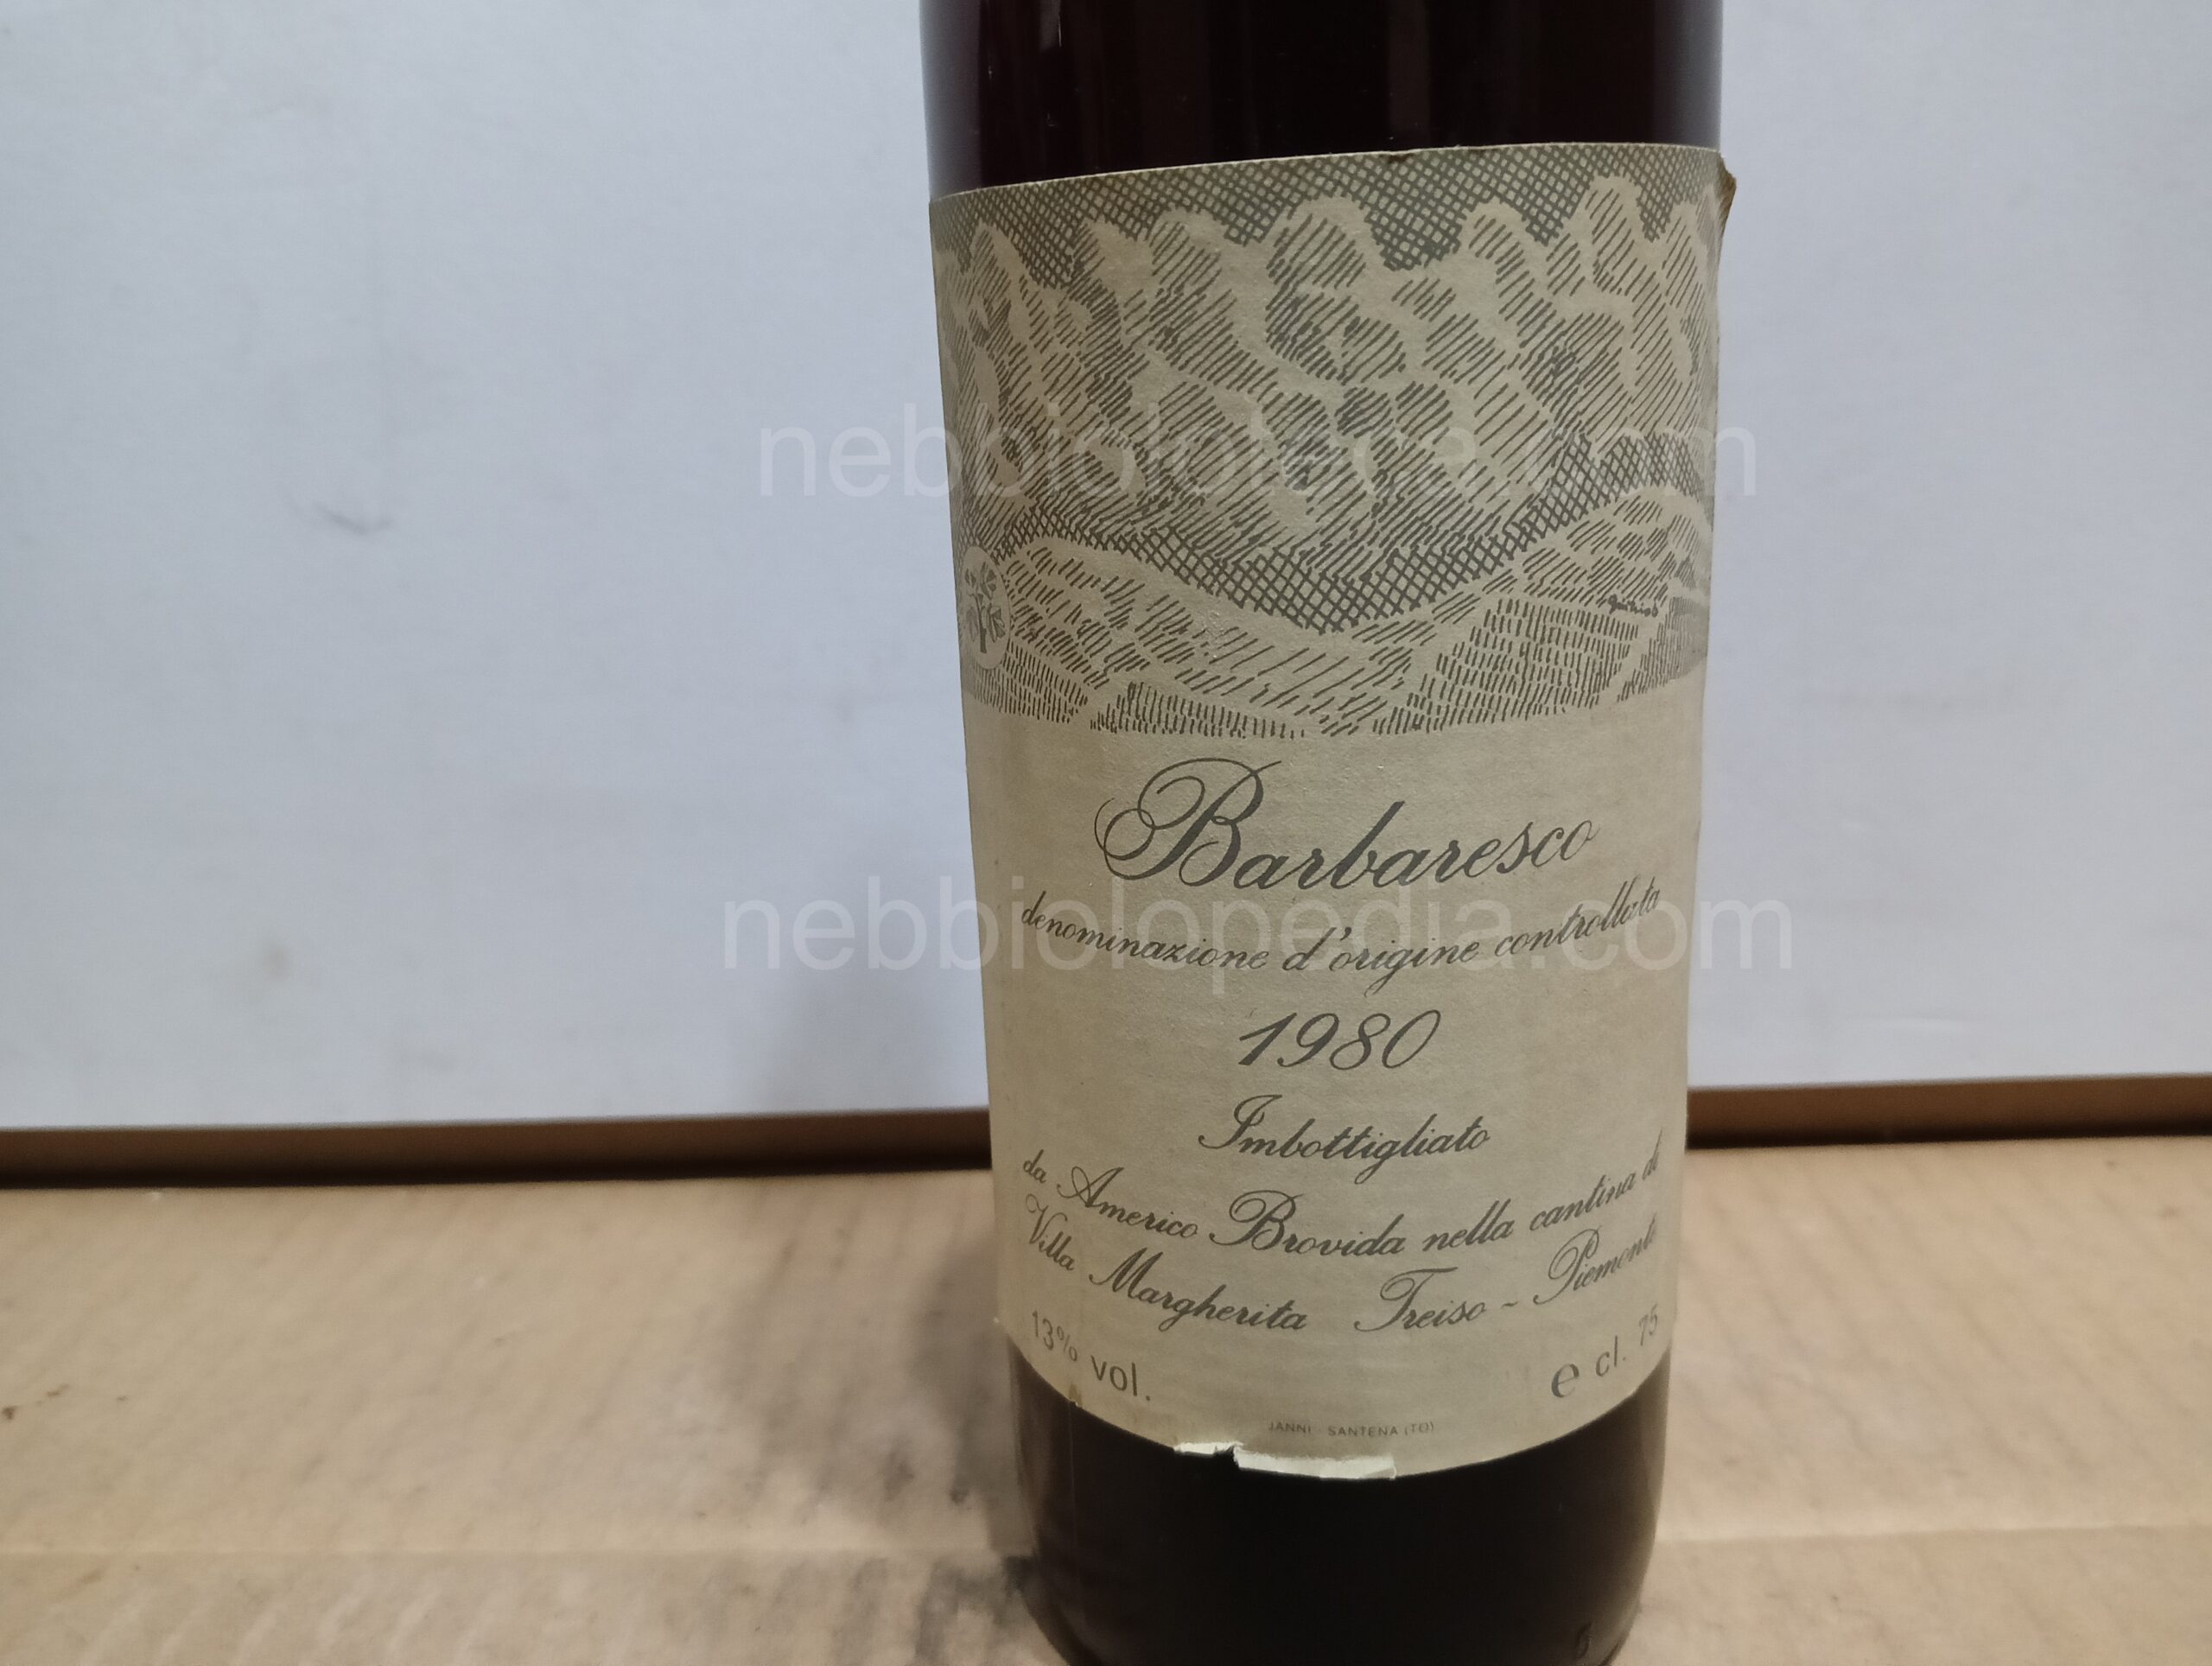 nebbioloteca.com
Barbaresco
denominazione d'origine controllata
nebbiolopedia.com
1980
Imbottigliato
da Americo Brovida nella cantina di
Villa Margherita Treiso - Piemonte
13% vol. e cl. 75
JANNI - SANTENA (TO)